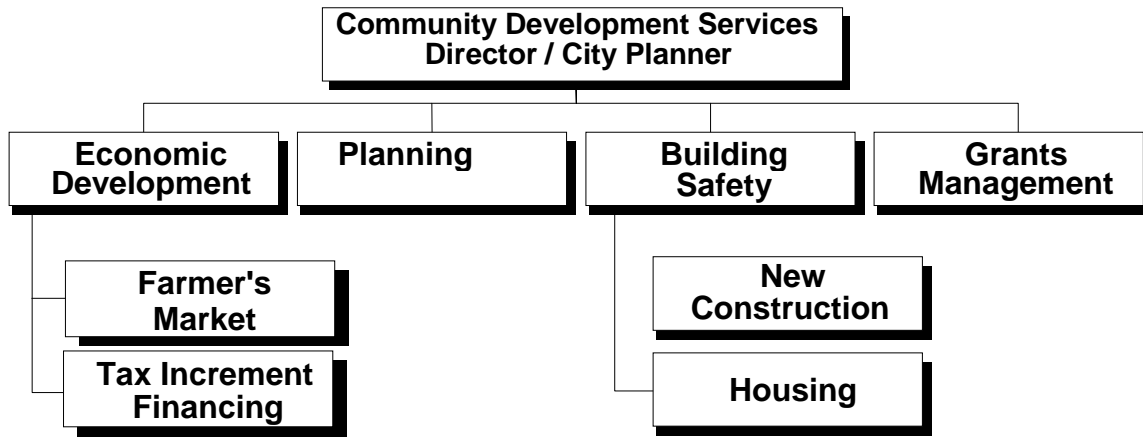 Community Development Services
Director / City Planner
Economic
Development
Planning
Building
Safety
Grants
Management
Farmer's
Market
Tax Increment
Financing
New
Construction
Housing